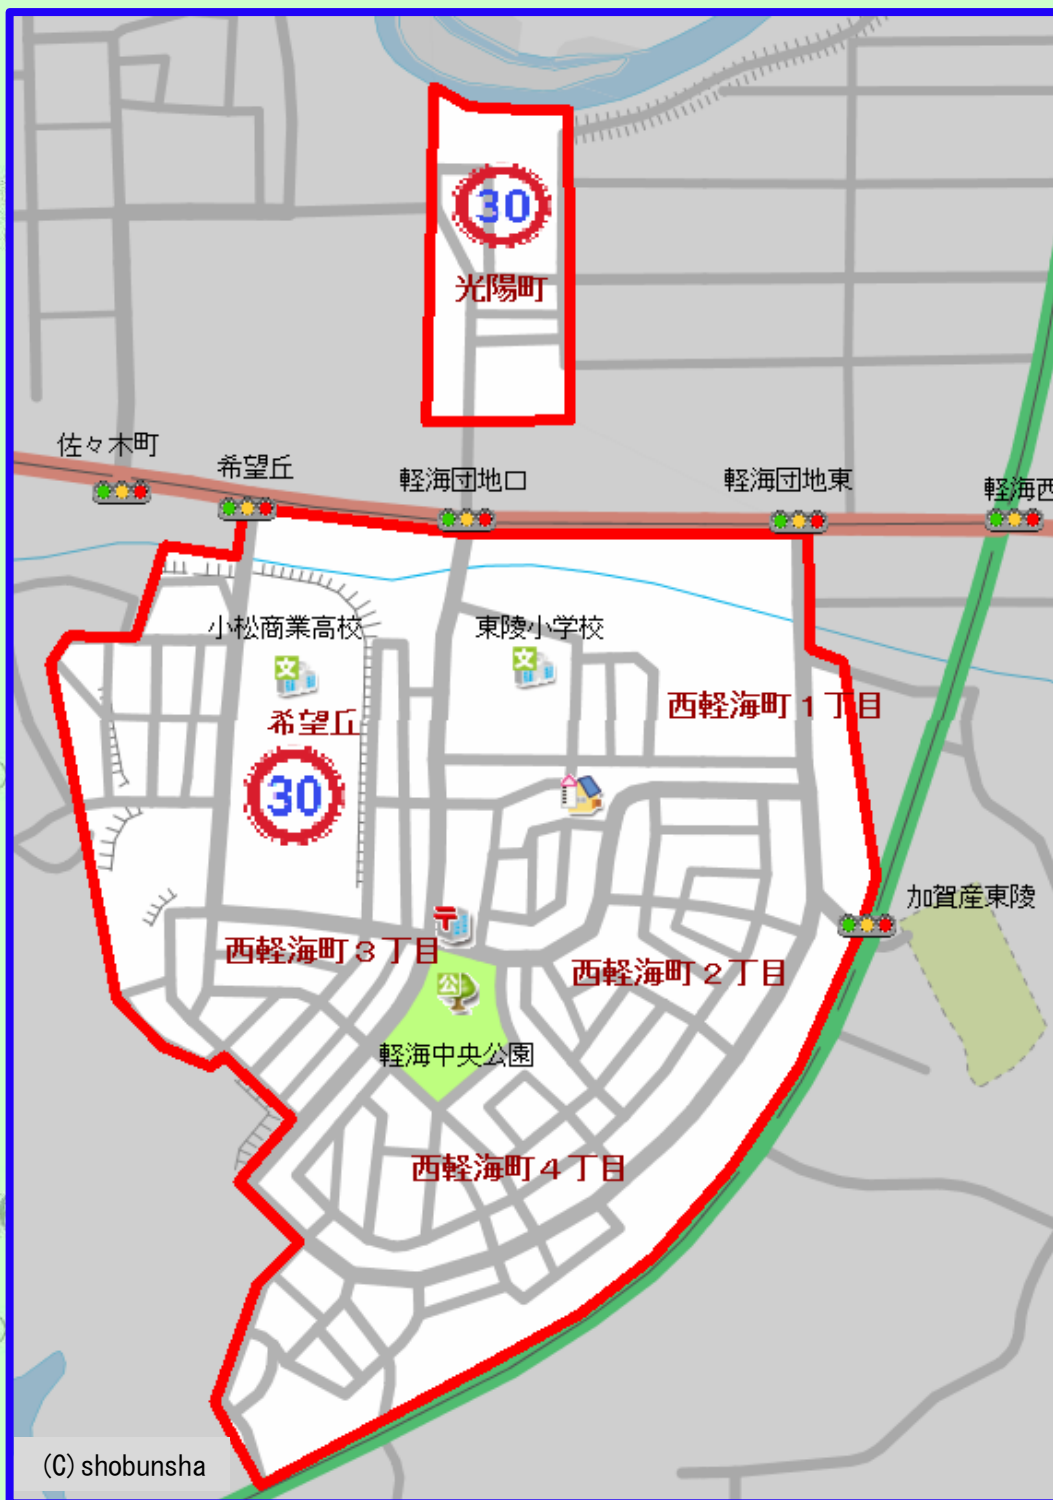 30
光陽町
佐々木町
希望丘
軽海団地口
軽海団地東
軽海西
小松商業高校
東陵小学校
文
文
西軽海町1丁目
希望丘
30
加賀産東陵
〒
西軽海町3丁目
西軽海町2丁目
公
軽海中央公園
西軽海町4丁目
(C) shobunsha